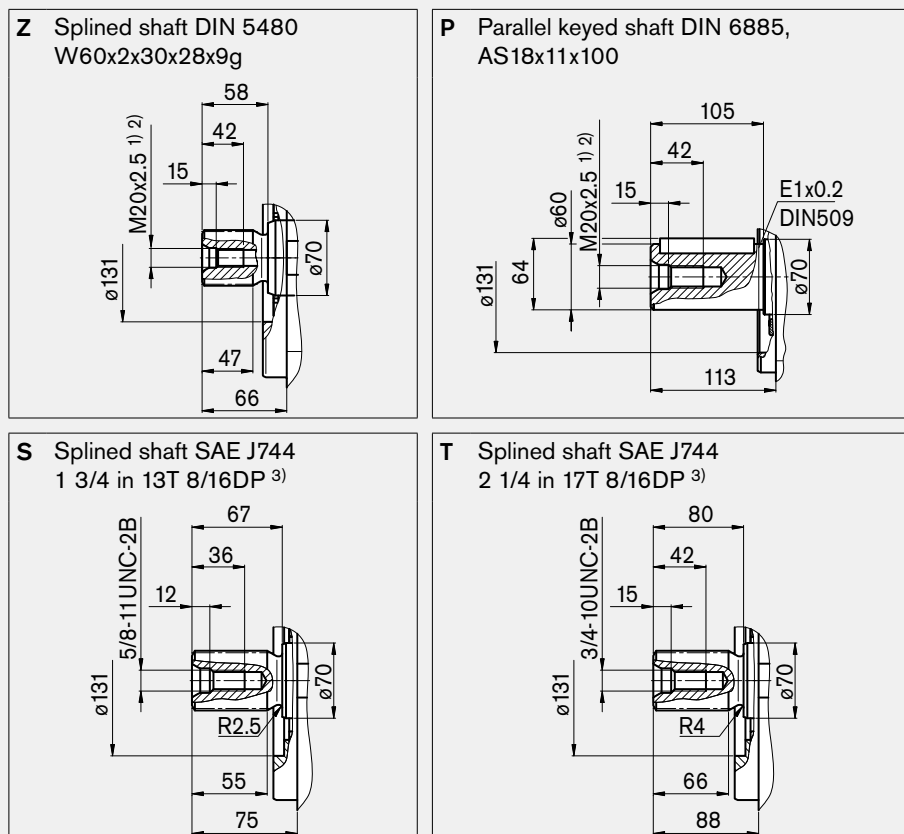 Z Splined shaft DIN 5480
W60x2x30x28x9g
58
42
15
M20x2.5 1) 2)
ø131
ø70
47
66
P Parallel keyed shaft DIN 6885,
AS18x11x100
105
42
15
M20x2.5 1) 2)
ø60
64
ø131
E1x0.2
DIN509
ø70
113
S Splined shaft SAE J744
1 3/4 in 13T 8/16DP 3)
67
36
12
5/8-11UNC-2B
ø131
ø70
R2.5
55
75
T Splined shaft SAE J744
2 1/4 in 17T 8/16DP 3)
80
42
15
3/4-10UNC-2B
ø131
ø70
R4
66
88